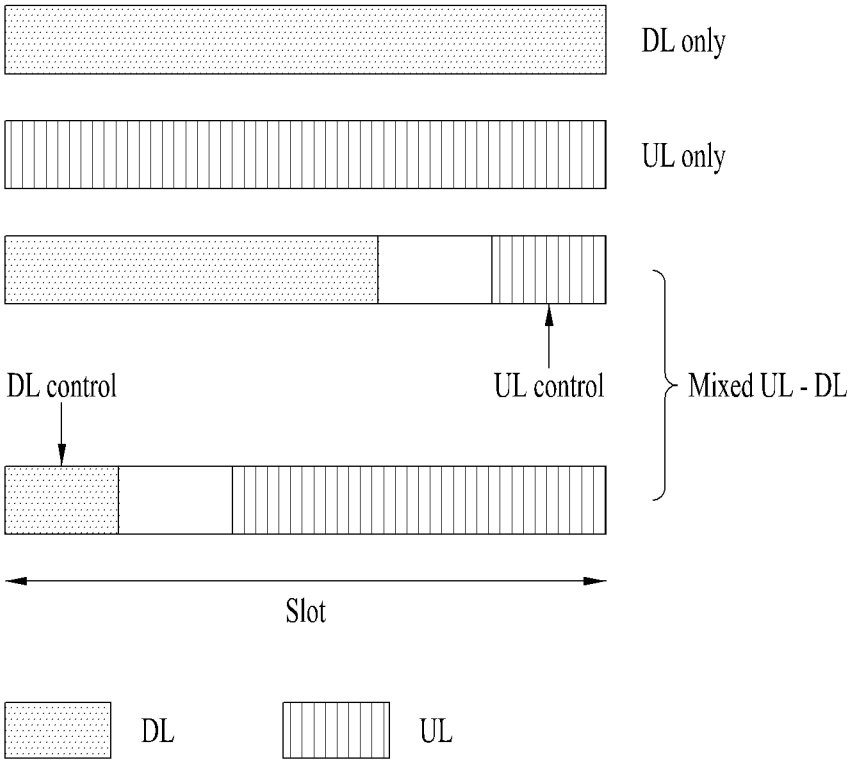 DL only
UL only
DL control
UL control
Mixed UL - DL
Slot
DL
UL